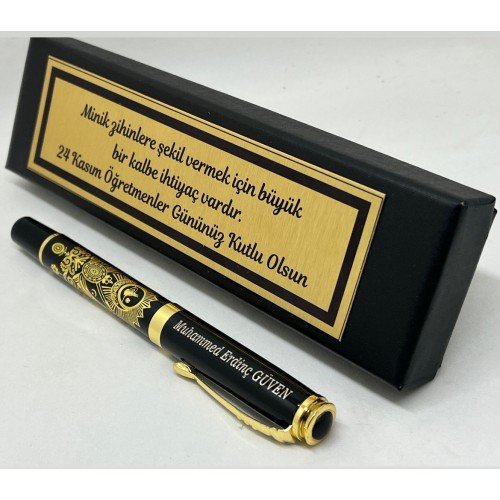 Minik zihinlere şekil vermek için büyük
bir kalbe ihtiyaç vardır.
24 Kasım Öğretmenler Gününüz Kutlu Olsun
Muhammed Erdinç GÜVEN